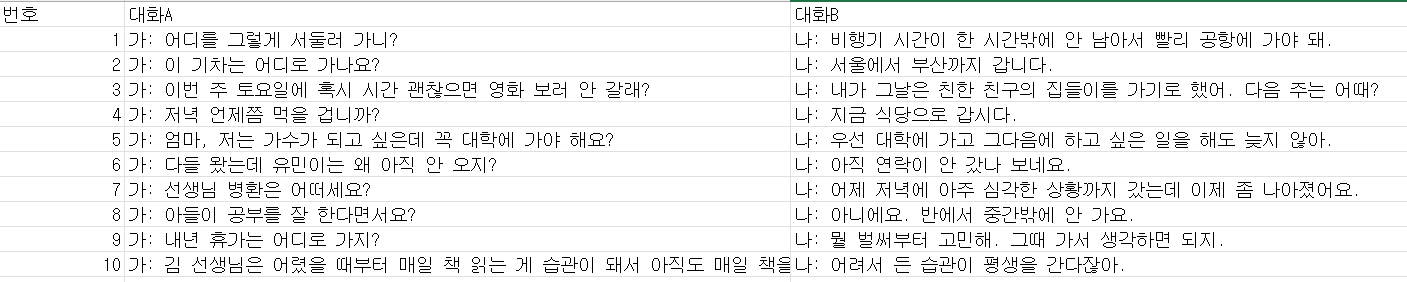 번호 대화A 대화B
1 가: 어디를 그렇게 서둘러 가니? 나: 비행기 시간이 한 시간밖에 안 남아서 빨리 공항에 가야 돼.
2 가: 이 기차는 어디로 가나요? 나: 서울에서 부산까지 갑니다.
3 가: 이번 주 토요일에 혹시 시간 괜찮으면 영화 보러 안 갈래? 나: 내가 그날은 친한 친구의 집들이를 가기로 했어. 다음 주는 어때?
4 가: 저녁 언제쯤 먹을 겁니까? 나: 지금 식당으로 갑시다.
5 가: 엄마, 저는 가수가 되고 싶은데 꼭 대학에 가야 해요? 나: 우선 대학에 가고 그다음에 하고 싶은 일을 해도 늦지 않아.
6 가: 다들 왔는데 유민이는 왜 아직 안 오지? 나: 아직 연락이 안 갔나 보네요.
7 가: 선생님 병환은 어떠세요? 나: 어제 저녁에 아주 심각한 상황까지 갔는데 이제 좀 나아졌어요.
8 가: 아들이 공부를 잘 한다면서요? 나: 아니에요. 반에서 중간밖에 안 가요.
9 가: 내년 휴가는 어디로 가지? 나: 뭘 벌써부터 고민해. 그때 가서 생각하면 되지.
10 가: 김 선생님은 어렸을 때부터 매일 책 읽는 게 습관이 돼서 아직도 매일 책을 나: 어려서 든 습관이 평생을 간다잖아.